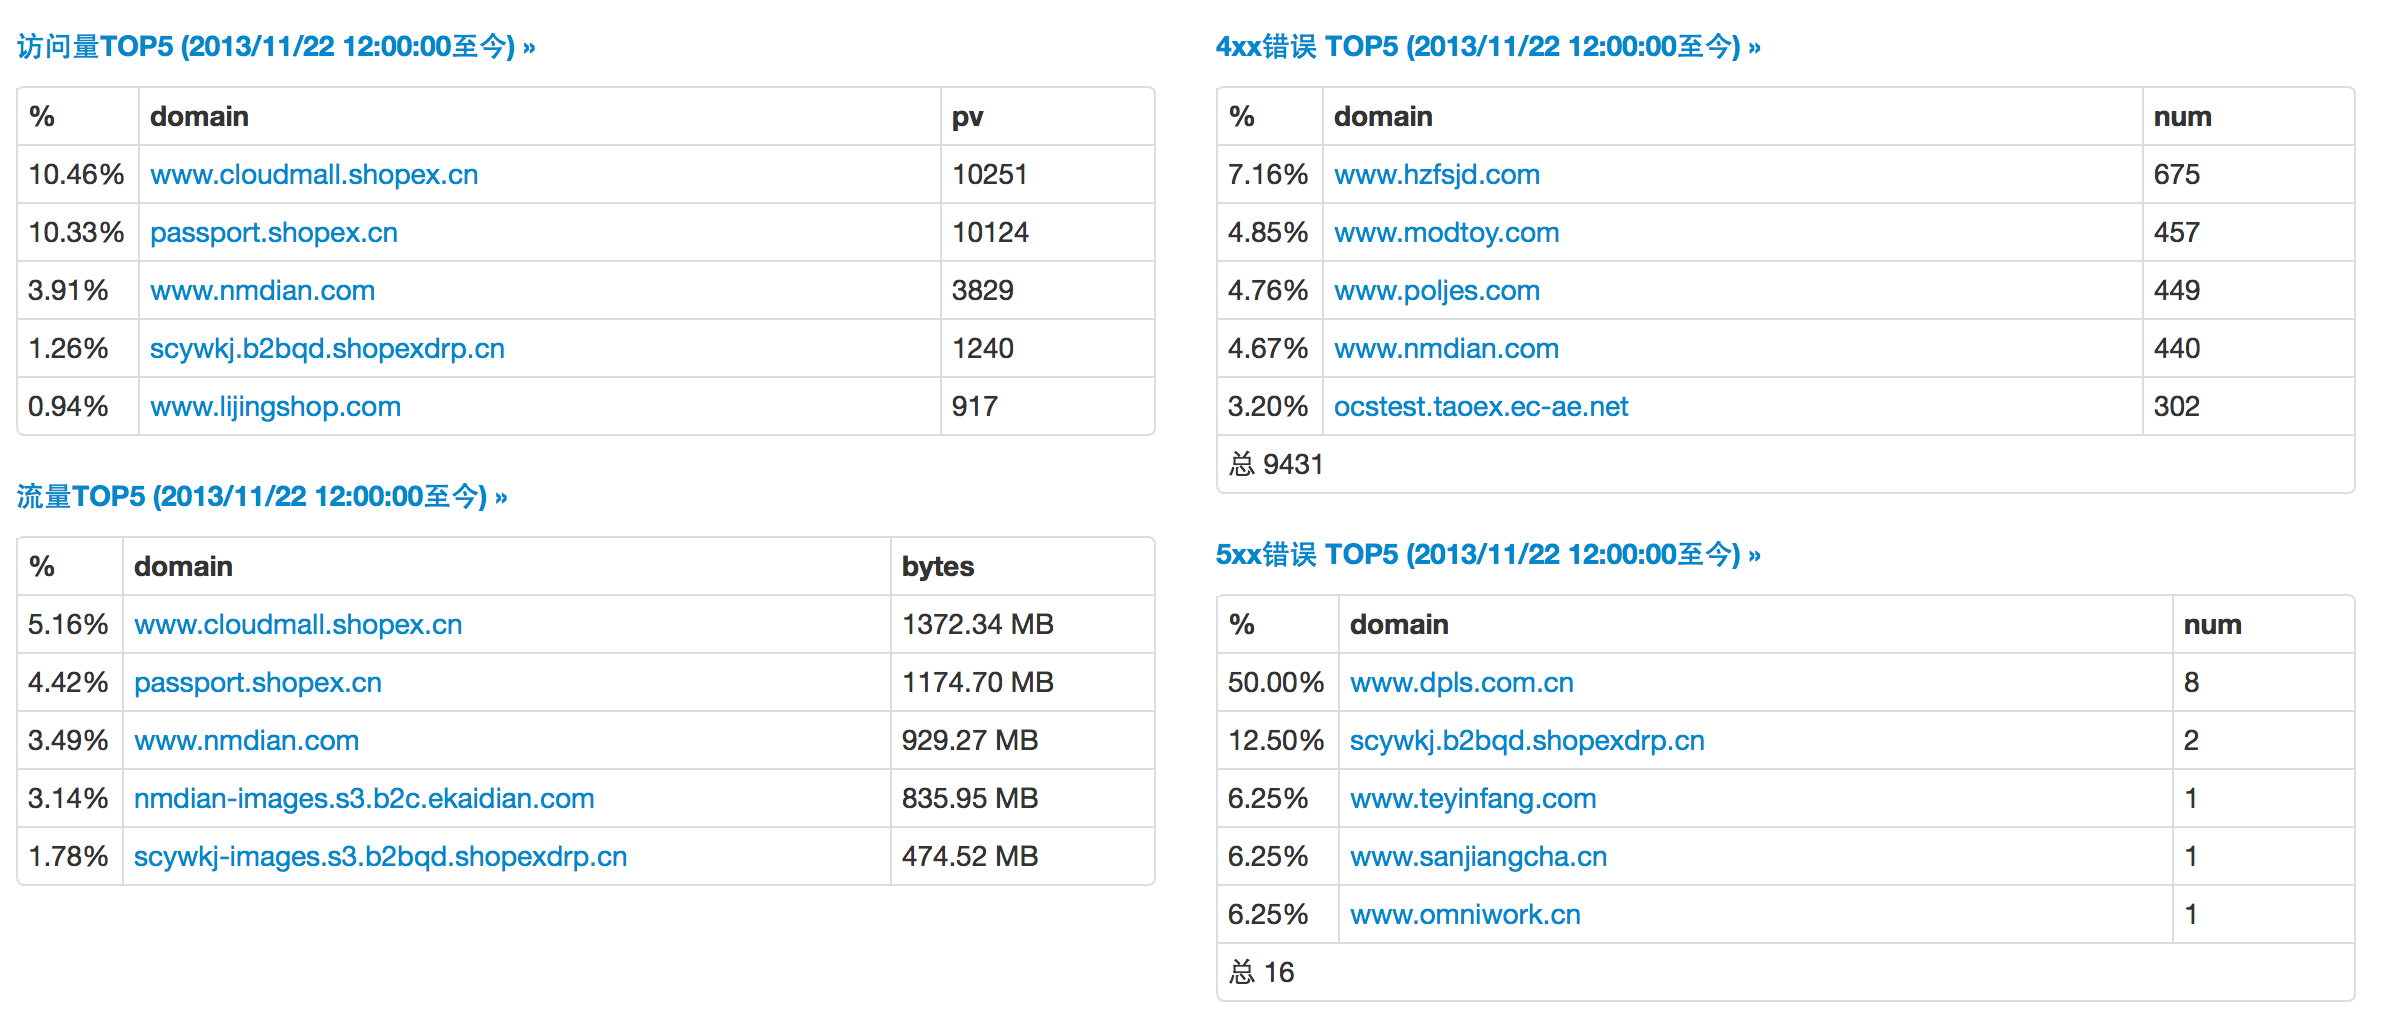 访问量TOP5 (2013/11/22 12:00:00至今) »
% domain pv
10.46% www.cloudmall.shopex.cn 10251
10.33% passport.shopex.cn 10124
3.91% www.nmdian.com 3829
1.26% scywkj.b2bqd.shopexdrp.cn 1240
0.94% www.lijingshop.com 917
流量TOP5 (2013/11/22 12:00:00至今) »
% domain bytes
5.16% www.cloudmall.shopex.cn 1372.34 MB
4.42% passport.shopex.cn 1174.70 MB
3.49% www.nmdian.com 929.27 MB
3.14% nmdian-images.s3.b2c.ekaidian.com 835.95 MB
1.78% scywkj-images.s3.b2bqd.shopexdrp.cn 474.52 MB
4xx错误 TOP5 (2013/11/22 12:00:00至今) »
% domain num
7.16% www.hzfsjd.com 675
4.85% www.modtoy.com 457
4.76% www.poljes.com 449
4.67% www.nmdian.com 440
3.20% ocstest.taoex.ec-ae.net 302
总 9431
5xx错误 TOP5 (2013/11/22 12:00:00至今) »
% domain num
50.00% www.dpls.com.cn 8
12.50% scywkj.b2bqd.shopexdrp.cn 2
6.25% www.teyinfang.com 1
6.25% www.sanjiangcha.cn 1
6.25% www.omniwork.cn 1
总 16